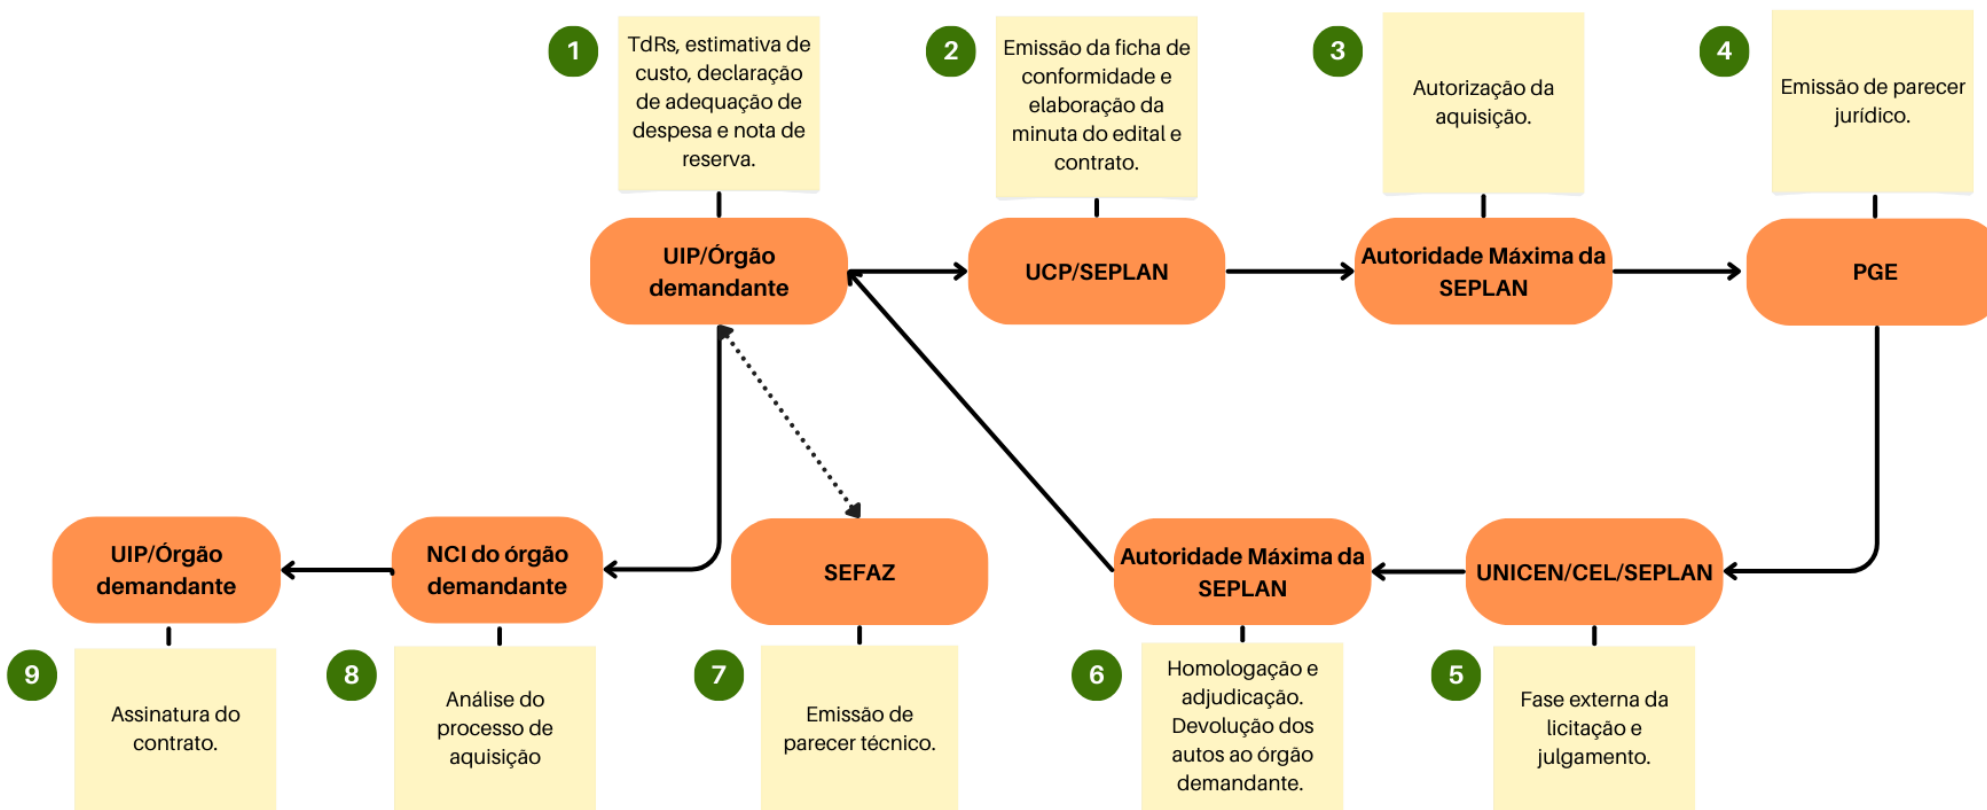 1
TdRs, estimativa de
custo, declaração
de adequação de
despesa e nota de
reserva.
2
Emissão da ficha de
conformidade e
elaboração da
minuta do edital e
contrato.
3
Autorização da
aquisição.
4
Emissão de parecer
jurídico.
UIP/Órgão
demandante
UCP/SEPLAN
Autoridade Máxima da
SEPLAN
PGE
UIP/Órgão
demandante
NCI do órgão
demandante
SEFAZ
Autoridade Máxima da
SEPLAN
UNICEN/CEL/SEPLAN
9
Assinatura do
contrato.
8
Análise do
processo de
aquisição
7
Emissão de
parecer técnico.
6
Homologação e
adjudicação.
Devolução dos
autos ao órgão
demandante.
5
Fase externa da
licitação e
julgamento.